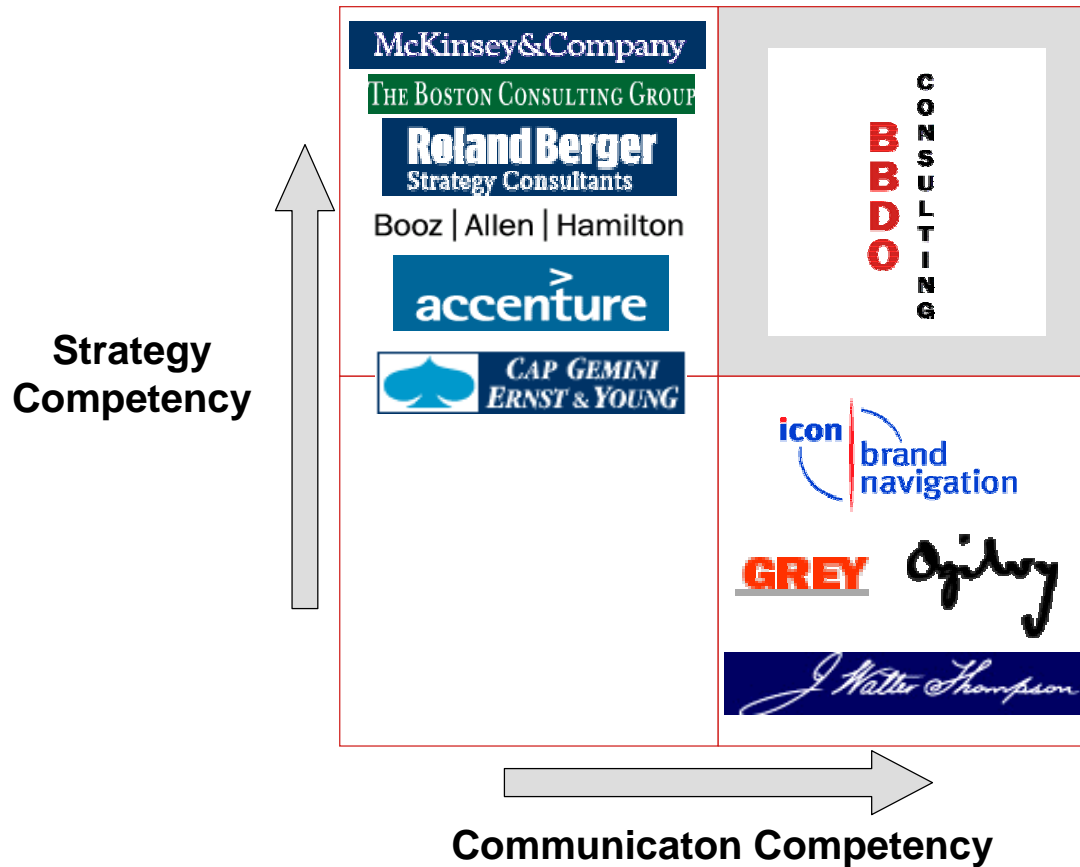 McKinsey&Company
THE BOSTON CONSULTING GROUP
Roland Berger
Strategy Consultants
Booz | Allen | Hamilton
>
accenture
CAP GEMINI
ERNST & YOUNG
BBDO
CONSULTING
Strategy
Competency
icon
brand
navigation
GREY
Ogilvy
J Walter Thompson
Communicaton Competency